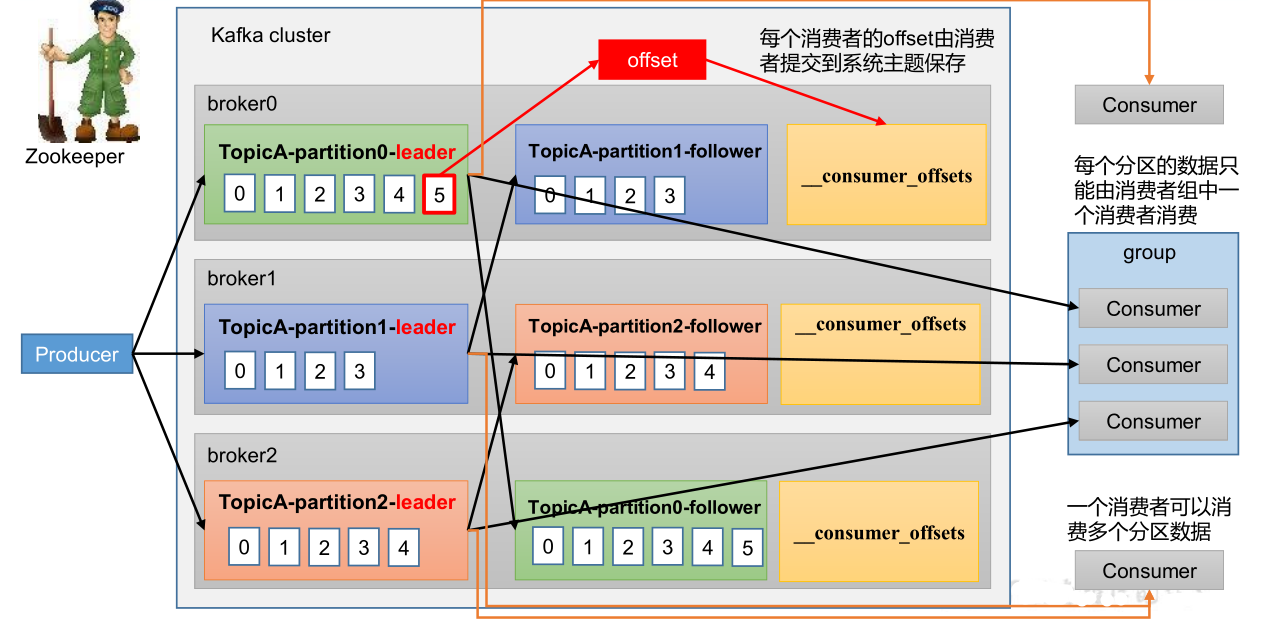 Zookeeper
Kafka cluster
offset
每个消费者的offset由消费
者提交到系统主题保存
broker0
TopicA-partition0-leader
0 1 2 3 4 5
TopicA-partition1-follower
0 1 2 3
__consumer_offsets
broker1
TopicA-partition1-leader
0 1 2 3
TopicA-partition2-follower
0 1 2 3 4
__consumer_offsets
broker2
TopicA-partition2-leader
0 1 2 3 4
TopicA-partition0-follower
0 1 2 3 4 5
__consumer_offsets
Producer
Consumer
每个分区的数据只
能由消费者组中一
个消费者消费
group
Consumer
Consumer
Consumer
一个消费者可以消
费多个分区数据
Consumer